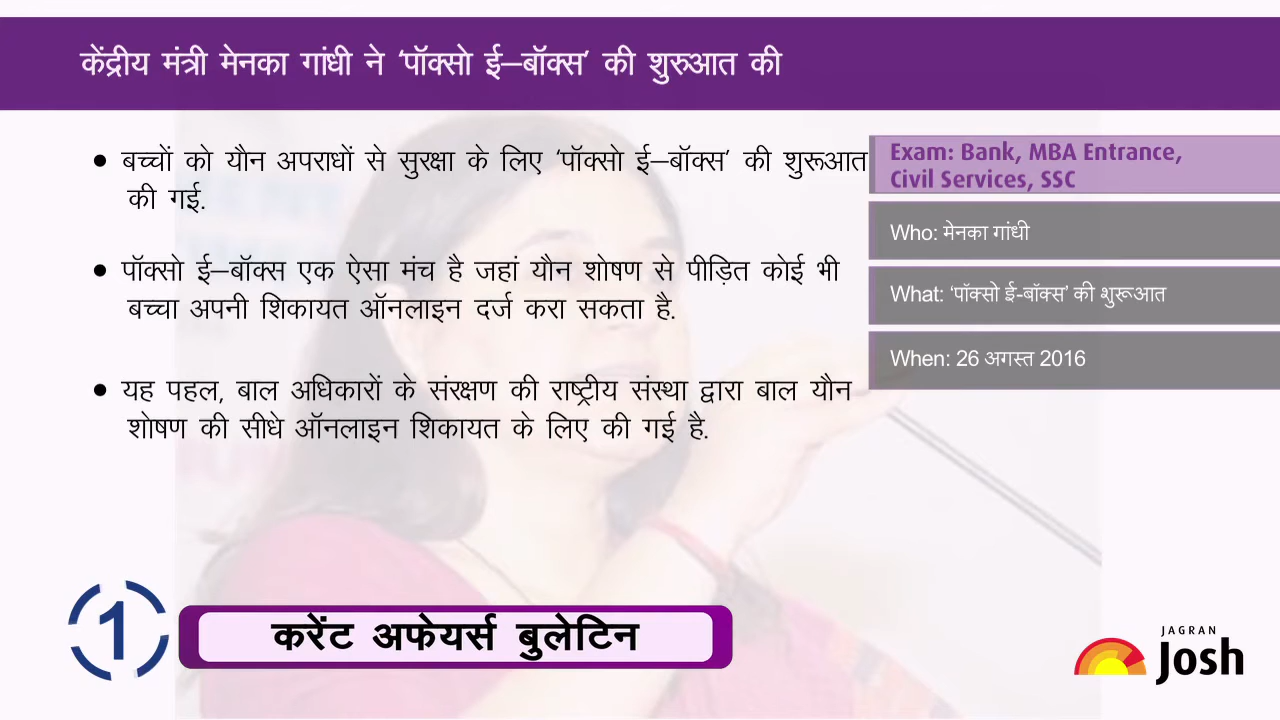 केंद्रीय मंत्री मेनका गांधी ने ‘पॉक्सो ई–बॉक्स’ की शुरुआत की
● बच्चों को यौन अपराधों से सुरक्षा के लिए ‘पॉक्सो ई–बॉक्स’ की शुरूआत
की गई.
● पॉक्सो ई–बॉक्स एक ऐसा मंच है जहां यौन शोषण से पीड़ित कोई भी
बच्चा अपनी शिकायत ऑनलाइन दर्ज करा सकता है.
● यह पहल, बाल अधिकारों के संरक्षण की राष्ट्रीय संस्था द्वारा बाल यौन
शोषण की सीधे ऑनलाइन शिकायत के लिए की गई है.
Exam: Bank, MBA Entrance,
Civil Services, SSC
Who: मेनका गांधी
What: ‘पॉक्सो ई-बॉक्स’ की शुरूआत
When: 26 अगस्त 2016
1
करेंट अफेयर्स बुलेटिन
JAGRAN
Josh